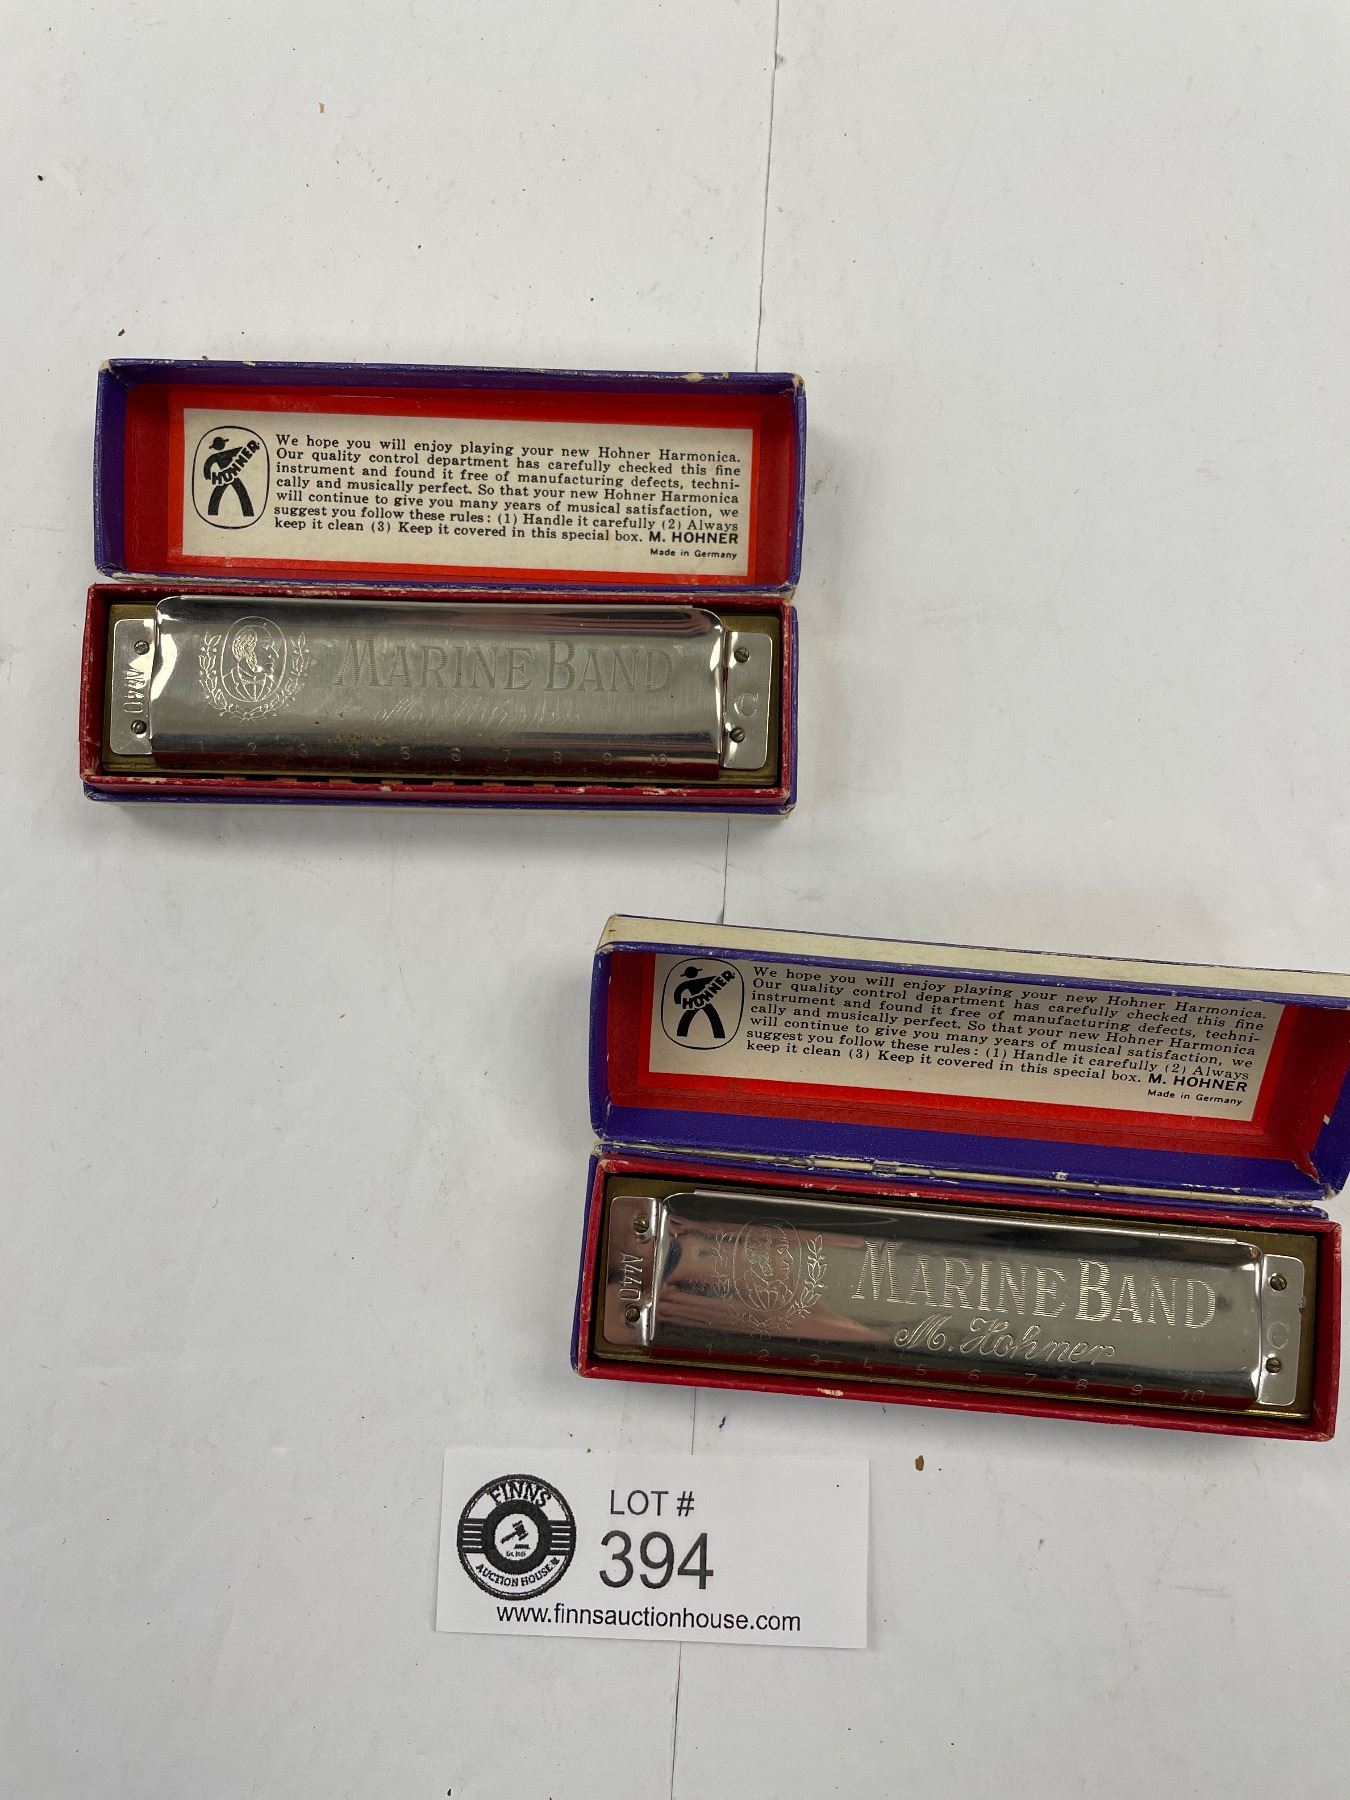 HOHNER
We hope you will enjoy playing your new Hohner Harmonica.
Our quality control department has carefully checked this fine
instrument and found it free of manufacturing defects, techni-
cally and musically perfect. So that your new Hohner Harmonica
will continue to give you many years of musical satisfaction, we
suggest you follow these rules: (1) Handle it carefully (2) Always
keep it clean (3) Keep it covered in this special box. M. HOHNER
Made in Germany
A440
MARINE BAND
M. Hohner
C
1 2 3 4 5 6 7 8 9 10
HOHNER
We hope you will enjoy playing your new Hohner Harmonica.
Our quality control department has carefully checked this fine
instrument and found it free of manufacturing defects, techni-
cally and musically perfect. So that your new Hohner Harmonica
will continue to give you many years of musical satisfaction, we
suggest you follow these rules: (1) Handle it carefully (2) Always
keep it clean (3) Keep it covered in this special box. M. HOHNER
Made in Germany
A440
MARINE BAND
M. Hohner
C
1 2 3 4 5 6 7 8 9 10
FINNS
AUCTION HOUSE
LOT #
394
www.finnsauctionhouse.com